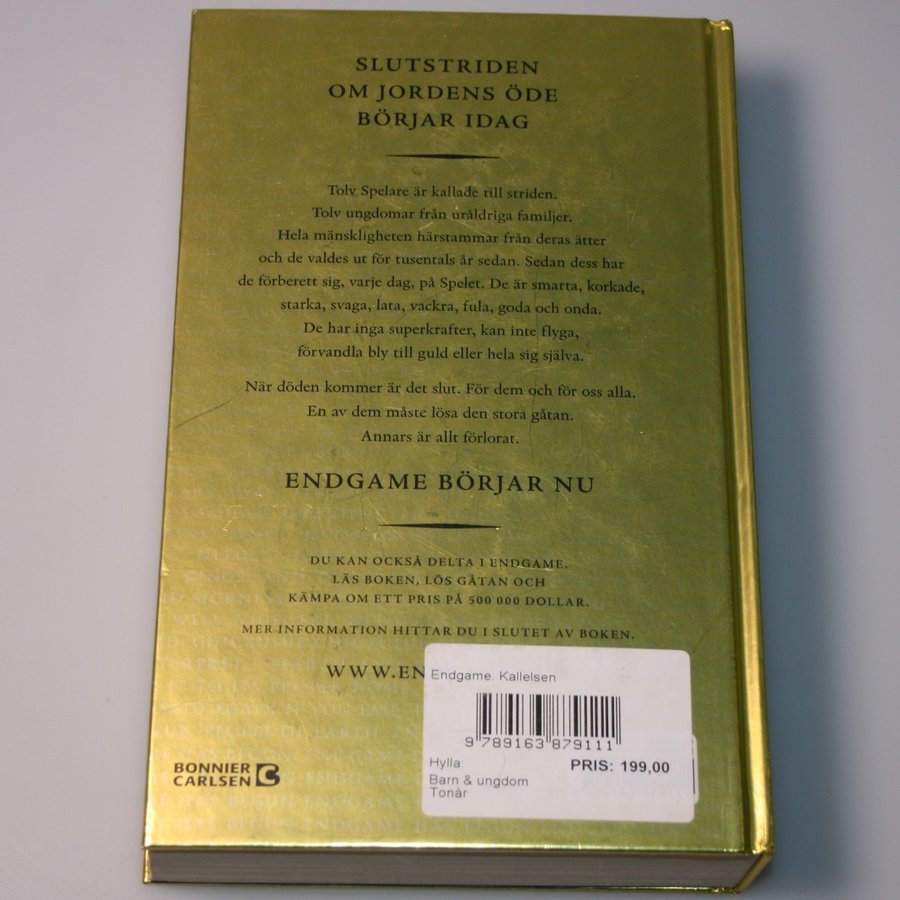 SLUTSTRIDEN
OM JORDENS ÖDE
BÖRJAR IDAG
Tolv Spelare är kallade till striden.
Tolv ungdomar från uråldriga familjer.
Hela mänskligheten härstammar från deras ätter
och de valdes ut för tusentals år sedan. Sedan dess har
de förberett sig, varje dag, på Spelet. De är smarta, korkade,
starka, svaga, lata, vackra, fula, goda och onda.
De har inga superkrafter, kan inte flyga,
förvandla bly till guld eller hela sig själva.
När döden kommer är det slut. För dem och för oss alla.
En av dem måste lösa den stora gåtan.
Annars är allt förlorat.
ENDGAME BÖRJAR NU
DU KAN OCKSÅ DELTA I ENDGAME.
LÄS BOKEN, LÖS GÅTAN OCH
KÄMPA OM ETT PRIS PÅ 500 000 DOLLAR.
MER INFORMATION HITTAR DU I SLUTET AV BOKEN.
WWW.EN
Endgame. Kallelsen
9 789163 879111
Hylla:
PRIS: 199,00
Barn & ungdom
Tonår
BONNIER
CARLSEN